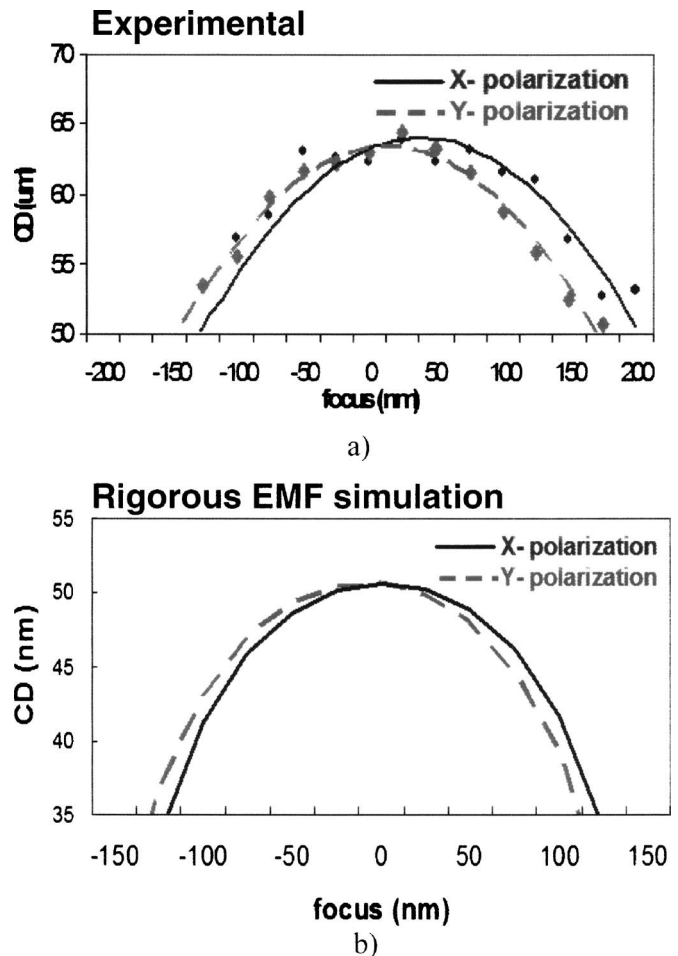 Experimental
70
65
60
55
50
CD(um)
X- polarization
Y- polarization
-200 -150 -100 -50 0 50 100 150 200
focus(nm)
a)
Rigorous EMF simulation
55
50
45
40
35
CD (nm)
X- polarization
Y- polarization
-150 -100 -50 0 50 100 150
focus (nm)
b)